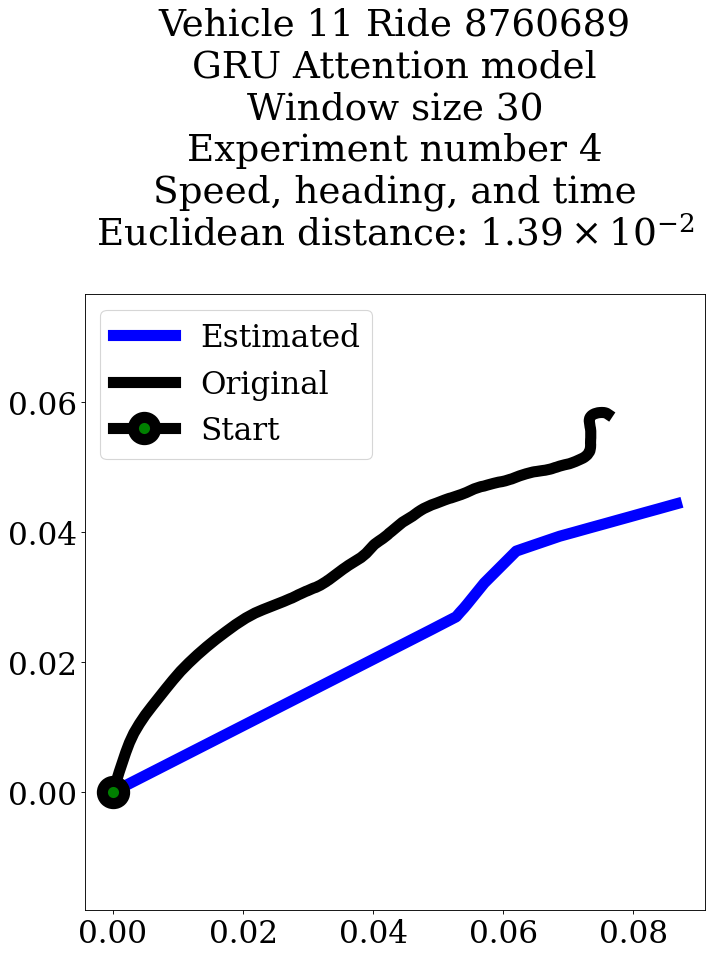 Vehicle 11 Ride 8760689
GRU Attention model
Window size 30
Experiment number 4
Speed, heading, and time
Euclidean distance: 1.39 × 10⁻²
Estimated
Original
Start
0.06
0.04
0.02
0.00
0.00 0.02 0.04 0.06 0.08